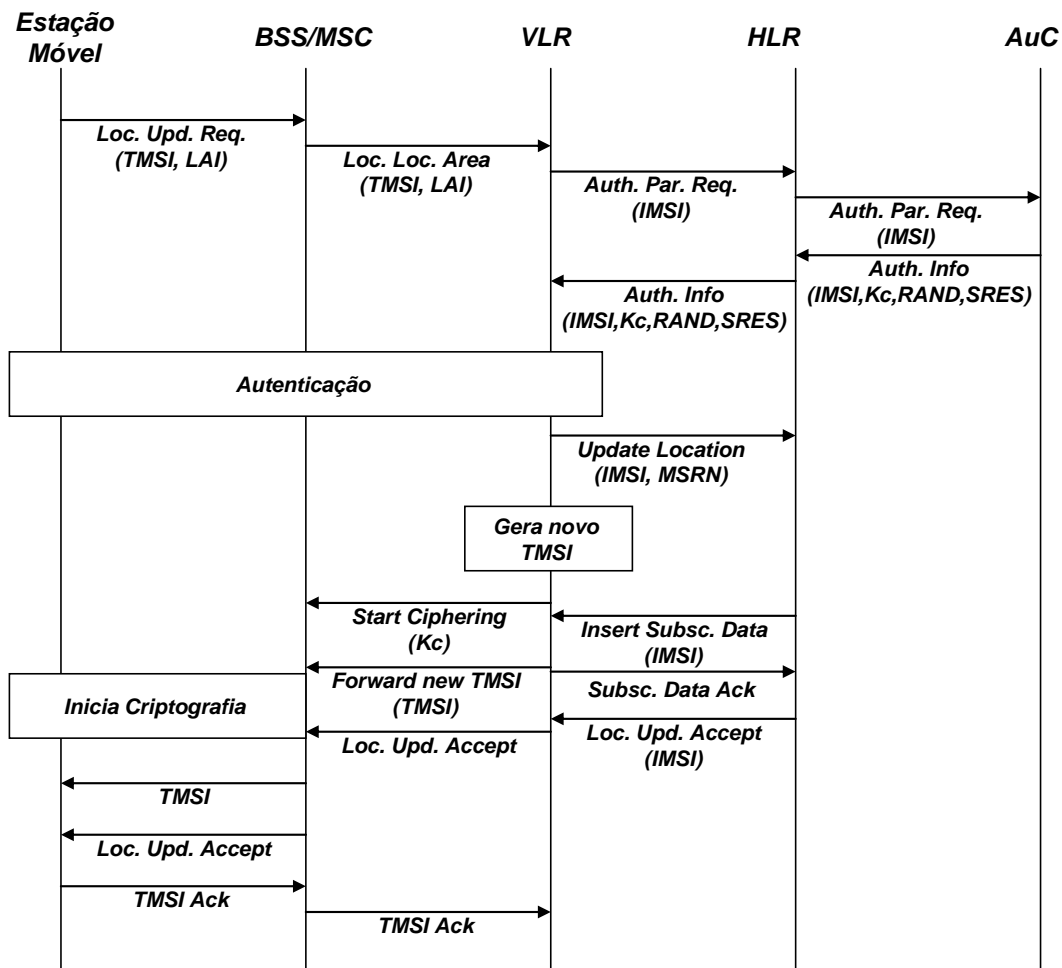 Estação
Móvel
BSS/MSC
VLR
HLR
AuC
Loc. Upd. Req.
(TMSI, LAI)
Loc. Loc. Area
(TMSI, LAI)
Auth. Par. Req.
(IMSI)
Auth. Par. Req.
(IMSI)
Auth. Info
(IMSI,Kc,RAND,SRES)
Auth. Info
(IMSI,Kc,RAND,SRES)
Autenticação
Update Location
(IMSI, MSRN)
Gera novo
TMSI
Start Ciphering
(Kc)
Insert Subsc. Data
(IMSI)
Forward new TMSI
(TMSI)
Subsc. Data Ack
Inicia Criptografia
Loc. Upd. Accept
Loc. Upd. Accept
(IMSI)
TMSI
Loc. Upd. Accept
TMSI Ack
TMSI Ack